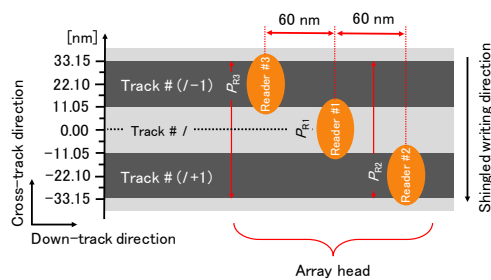 60 nm
60 nm
[nm]
33.15
22.10
11.05
0.00
-11.05
-22.10
-33.15
Track # (l-1)
Track # l
Track # (l+1)
PR3
PR1
PR2
Reader #3
Reader #1
Reader #2
Cross-track direction
Down-track direction
Shingled writing direction
Array head